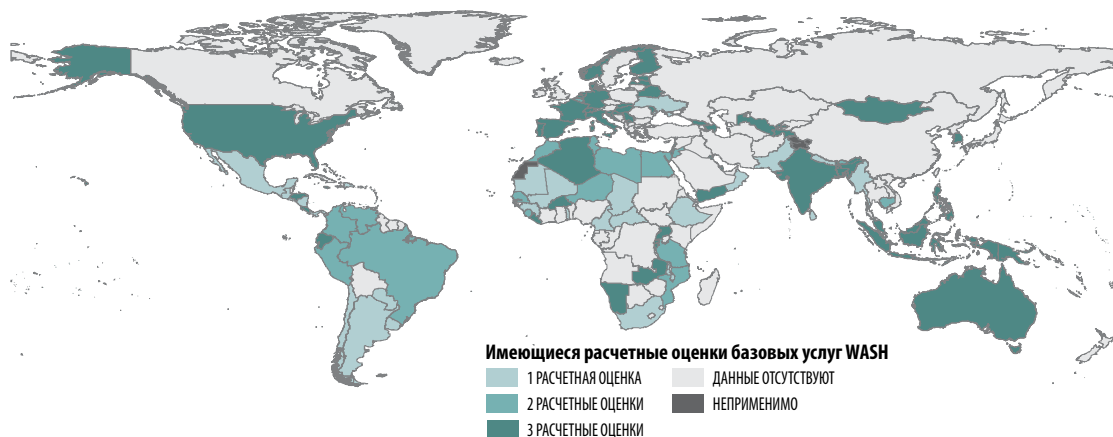 Имеющиеся расчетные оценки базовых услуг WASH
1 РАСЧЕТНАЯ ОЦЕНКА
2 РАСЧЕТНЫЕ ОЦЕНКИ
3 РАСЧЕТНЫЕ ОЦЕНКИ
ДАННЫЕ ОТСУТСТВУЮТ
НЕПРИМЕНИМО